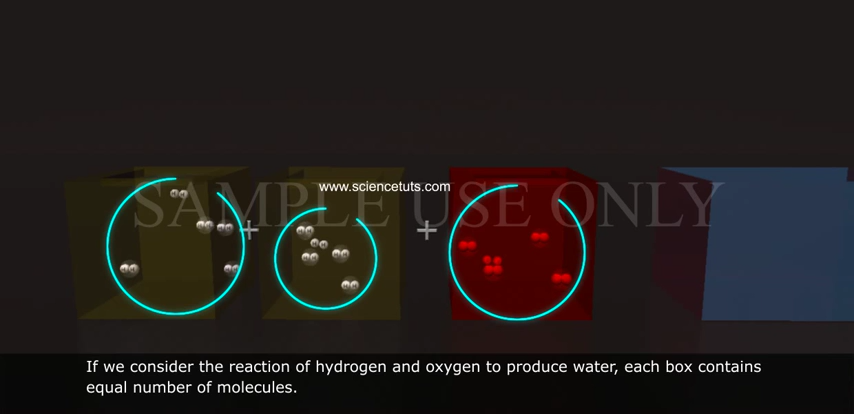 SAMPLE USE ONLY
www.sciencetuts.com
+ +
If we consider the reaction of hydrogen and oxygen to produce water, each box contains
equal number of molecules.